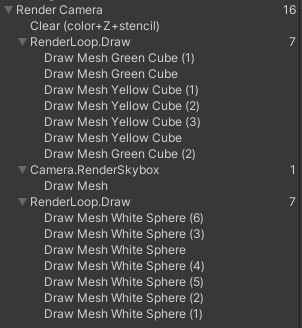 Render Camera 16
Clear (color+Z+stencil)
RenderLoop.Draw 7
Draw Mesh Green Cube (1)
Draw Mesh Green Cube
Draw Mesh Yellow Cube (1)
Draw Mesh Yellow Cube (2)
Draw Mesh Yellow Cube (3)
Draw Mesh Yellow Cube
Draw Mesh Green Cube (2)
Camera.RenderSkybox 1
Draw Mesh
RenderLoop.Draw 7
Draw Mesh White Sphere (6)
Draw Mesh White Sphere (3)
Draw Mesh White Sphere
Draw Mesh White Sphere (4)
Draw Mesh White Sphere (5)
Draw Mesh White Sphere (2)
Draw Mesh White Sphere (1)